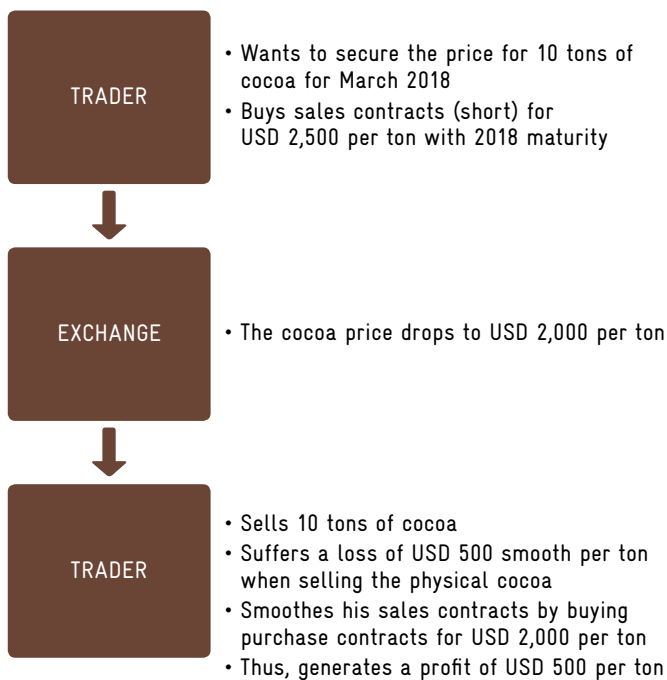 TRADER
• Wants to secure the price for 10 tons of
cocoa for March 2018
• Buys sales contracts (short) for
USD 2,500 per ton with 2018 maturity
EXCHANGE
• The cocoa price drops to USD 2,000 per ton
TRADER
• Sells 10 tons of cocoa
• Suffers a loss of USD 500 smooth per ton
when selling the physical cocoa
• Smoothes his sales contracts by buying
purchase contracts for USD 2,000 per ton
• Thus, generates a profit of USD 500 per ton